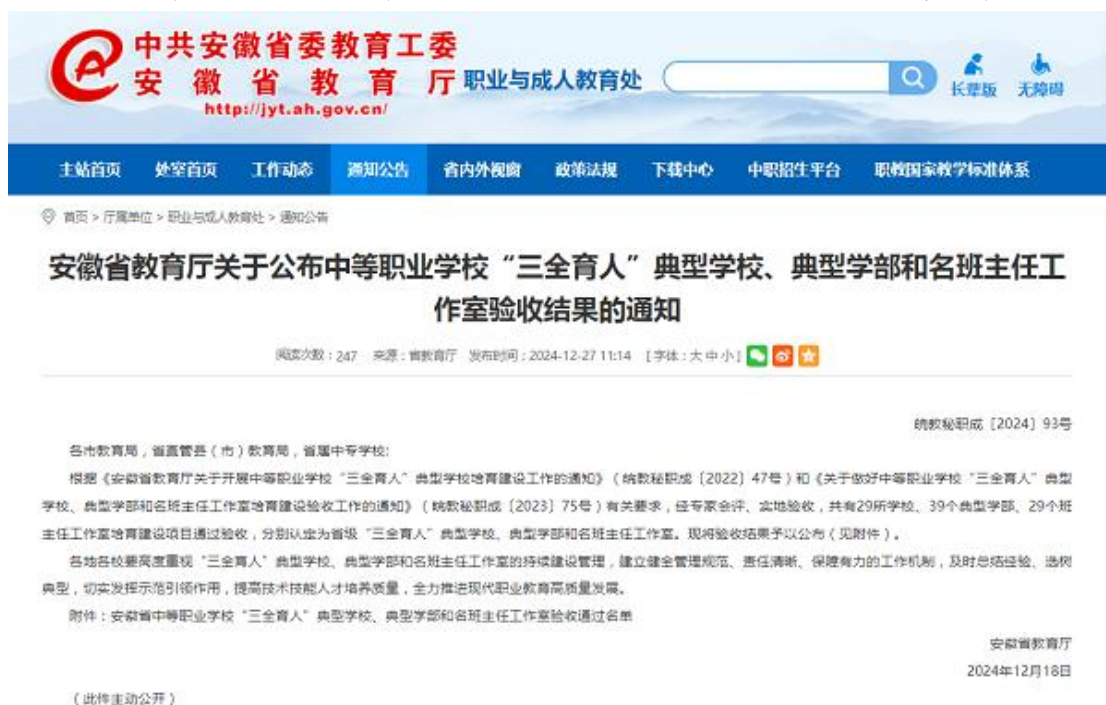 中共安徽省委教育工委
安徽省教育厅
http://jyt.ah.gov.cn/
职业与成人教育处
长辈版
无障碍
主站首页 处室首页 工作动态 通知公告 省内外视窗 政策法规 下载中心 中职招生平台 职教国家教学标准体系
首页 > 厅属单位 > 职业与成人教育处 > 通知公告
安徽省教育厅关于公布中等职业学校“三全育人”典型学校、典型学部和名班主任工
作室验收结果的通知
阅读次数：247 来源：省教育厅 发布时间：2024-12-27 11:14 [字体：大 中 小]
皖教秘职成〔2024〕93号
各市教育局，省直管县（市）教育局，省属中专学校:
根据《安徽省教育厅关于开展中等职业学校“三全育人”典型学校培育建设工作的通知》（皖教秘职成〔2022〕47号）和《关于做好中等职业学校“三全育人”典型
学校、典型学部和名班主任工作室培育建设验收工作的通知》（皖教秘职成〔2023〕75号）有关要求，经专家会评、实地验收，共有29所学校、39个典型学部、29个班
主任工作室培育建设项目通过验收，分别认定为省级“三全育人”典型学校、典型学部和名班主任工作室。现将验收结果予以公布（见附件）。
各地各校要高度重视“三全育人”典型学校、典型学部和名班主任工作室的持续建设管理，建立健全管理规范、责任清晰、保障有力的工作机制，及时总结经验、选树
典型，切实发挥示范引领作用，提高技术技能人才培养质量，全力推进现代职业教育高质量发展。
附件：安徽省中等职业学校“三全育人”典型学校、典型学部和名班主任工作室验收通过名单
安徽省教育厅
2024年12月18日
（此件主动公开）